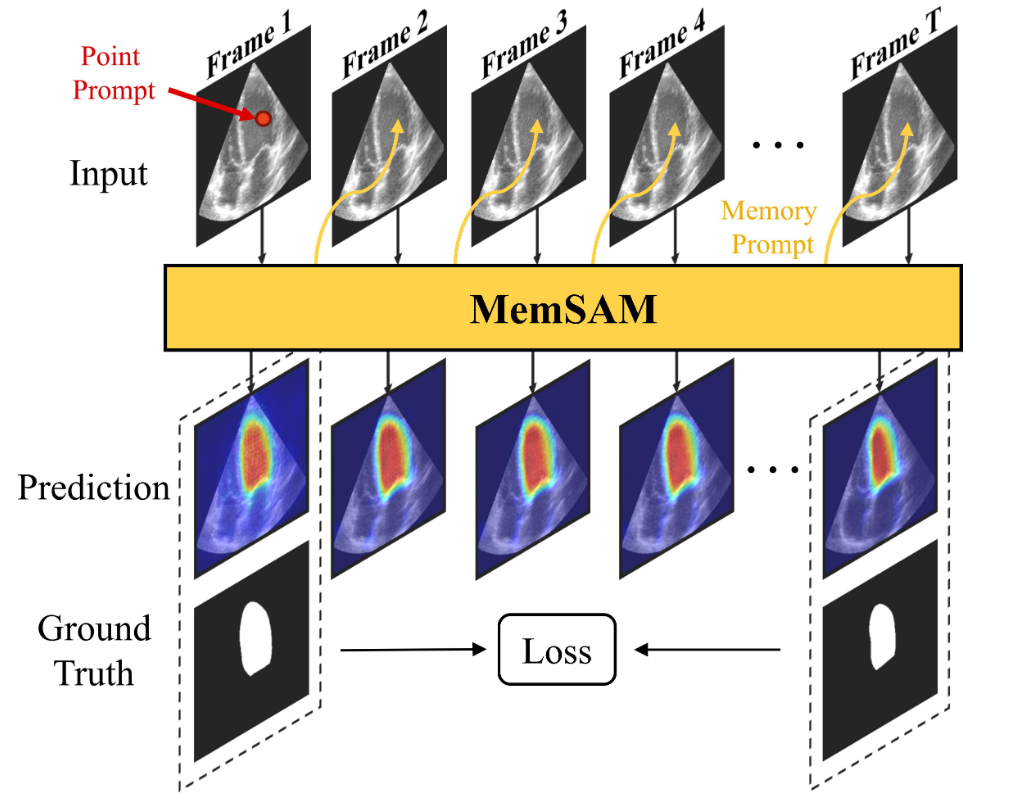 Frame 1
Frame 2
Frame 3
Frame 4
Frame T
Point
Prompt
Input
. . .
Memory
Prompt
MemSAM
Prediction
. . .
Ground
Truth
Loss